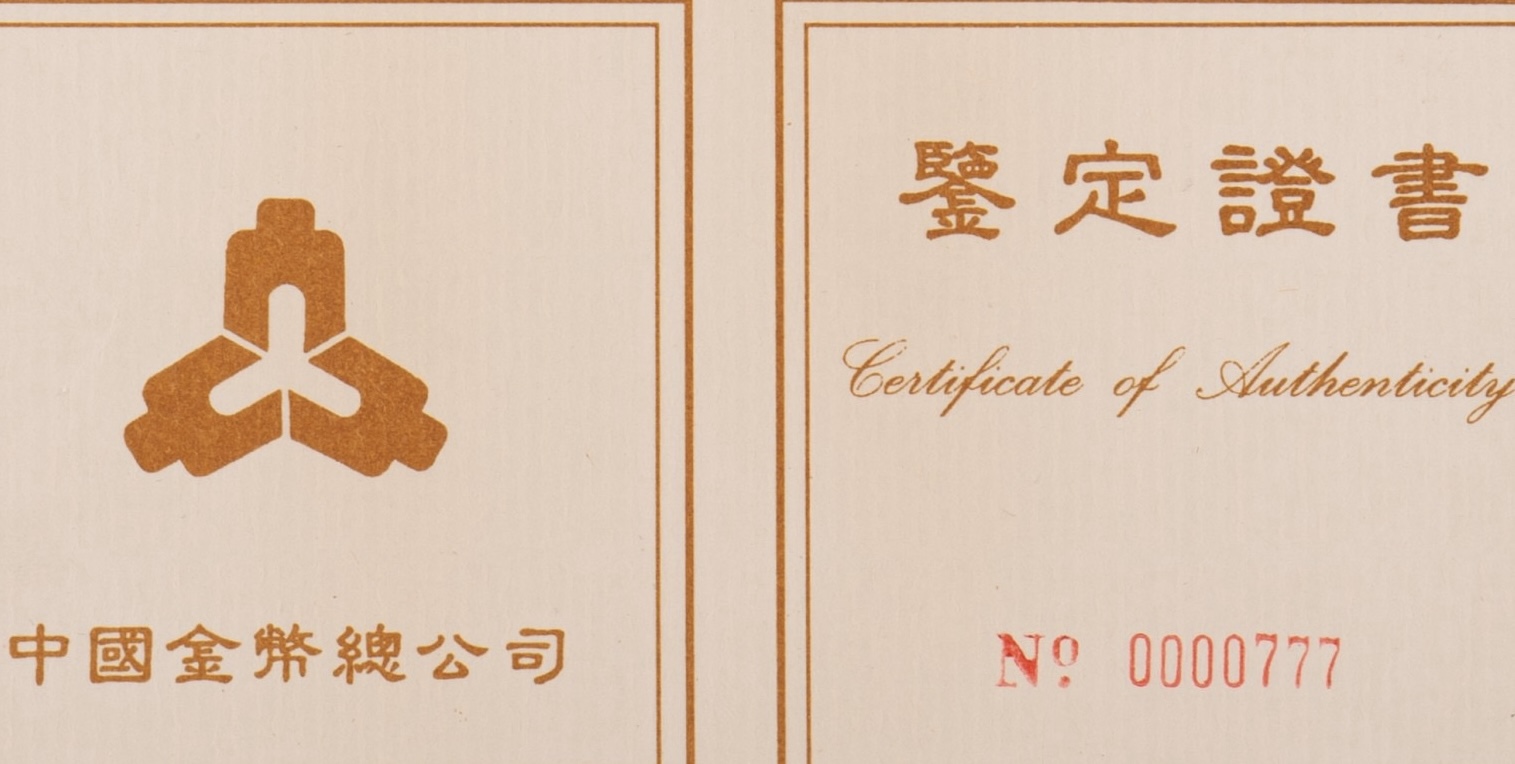 中國金幣總公司
鑒定證書
Certificate of Authenticity
Nº 0000777